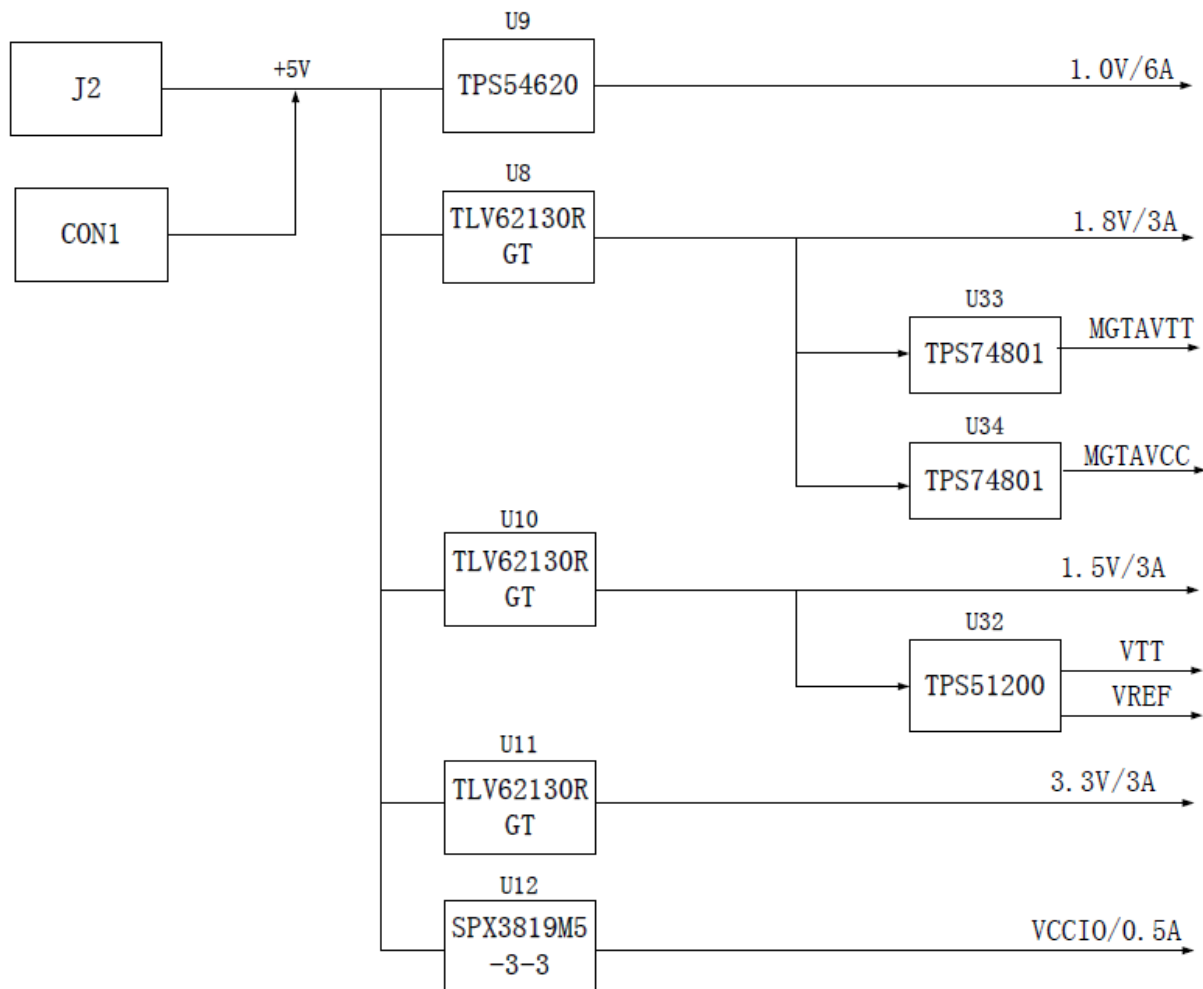 U9
J2
+5V
TPS54620
1.0V/6A
U8
CON1
TLV62130R
GT
1.8V/3A
U33
TPS74801
MGTAVTT
U34
TPS74801
MGTAVCC
U10
TLV62130R
GT
1.5V/3A
U32
TPS51200
VTT
VREF
U11
TLV62130R
GT
3.3V/3A
U12
SPX3819M5
-3-3
VCCIO/0.5A